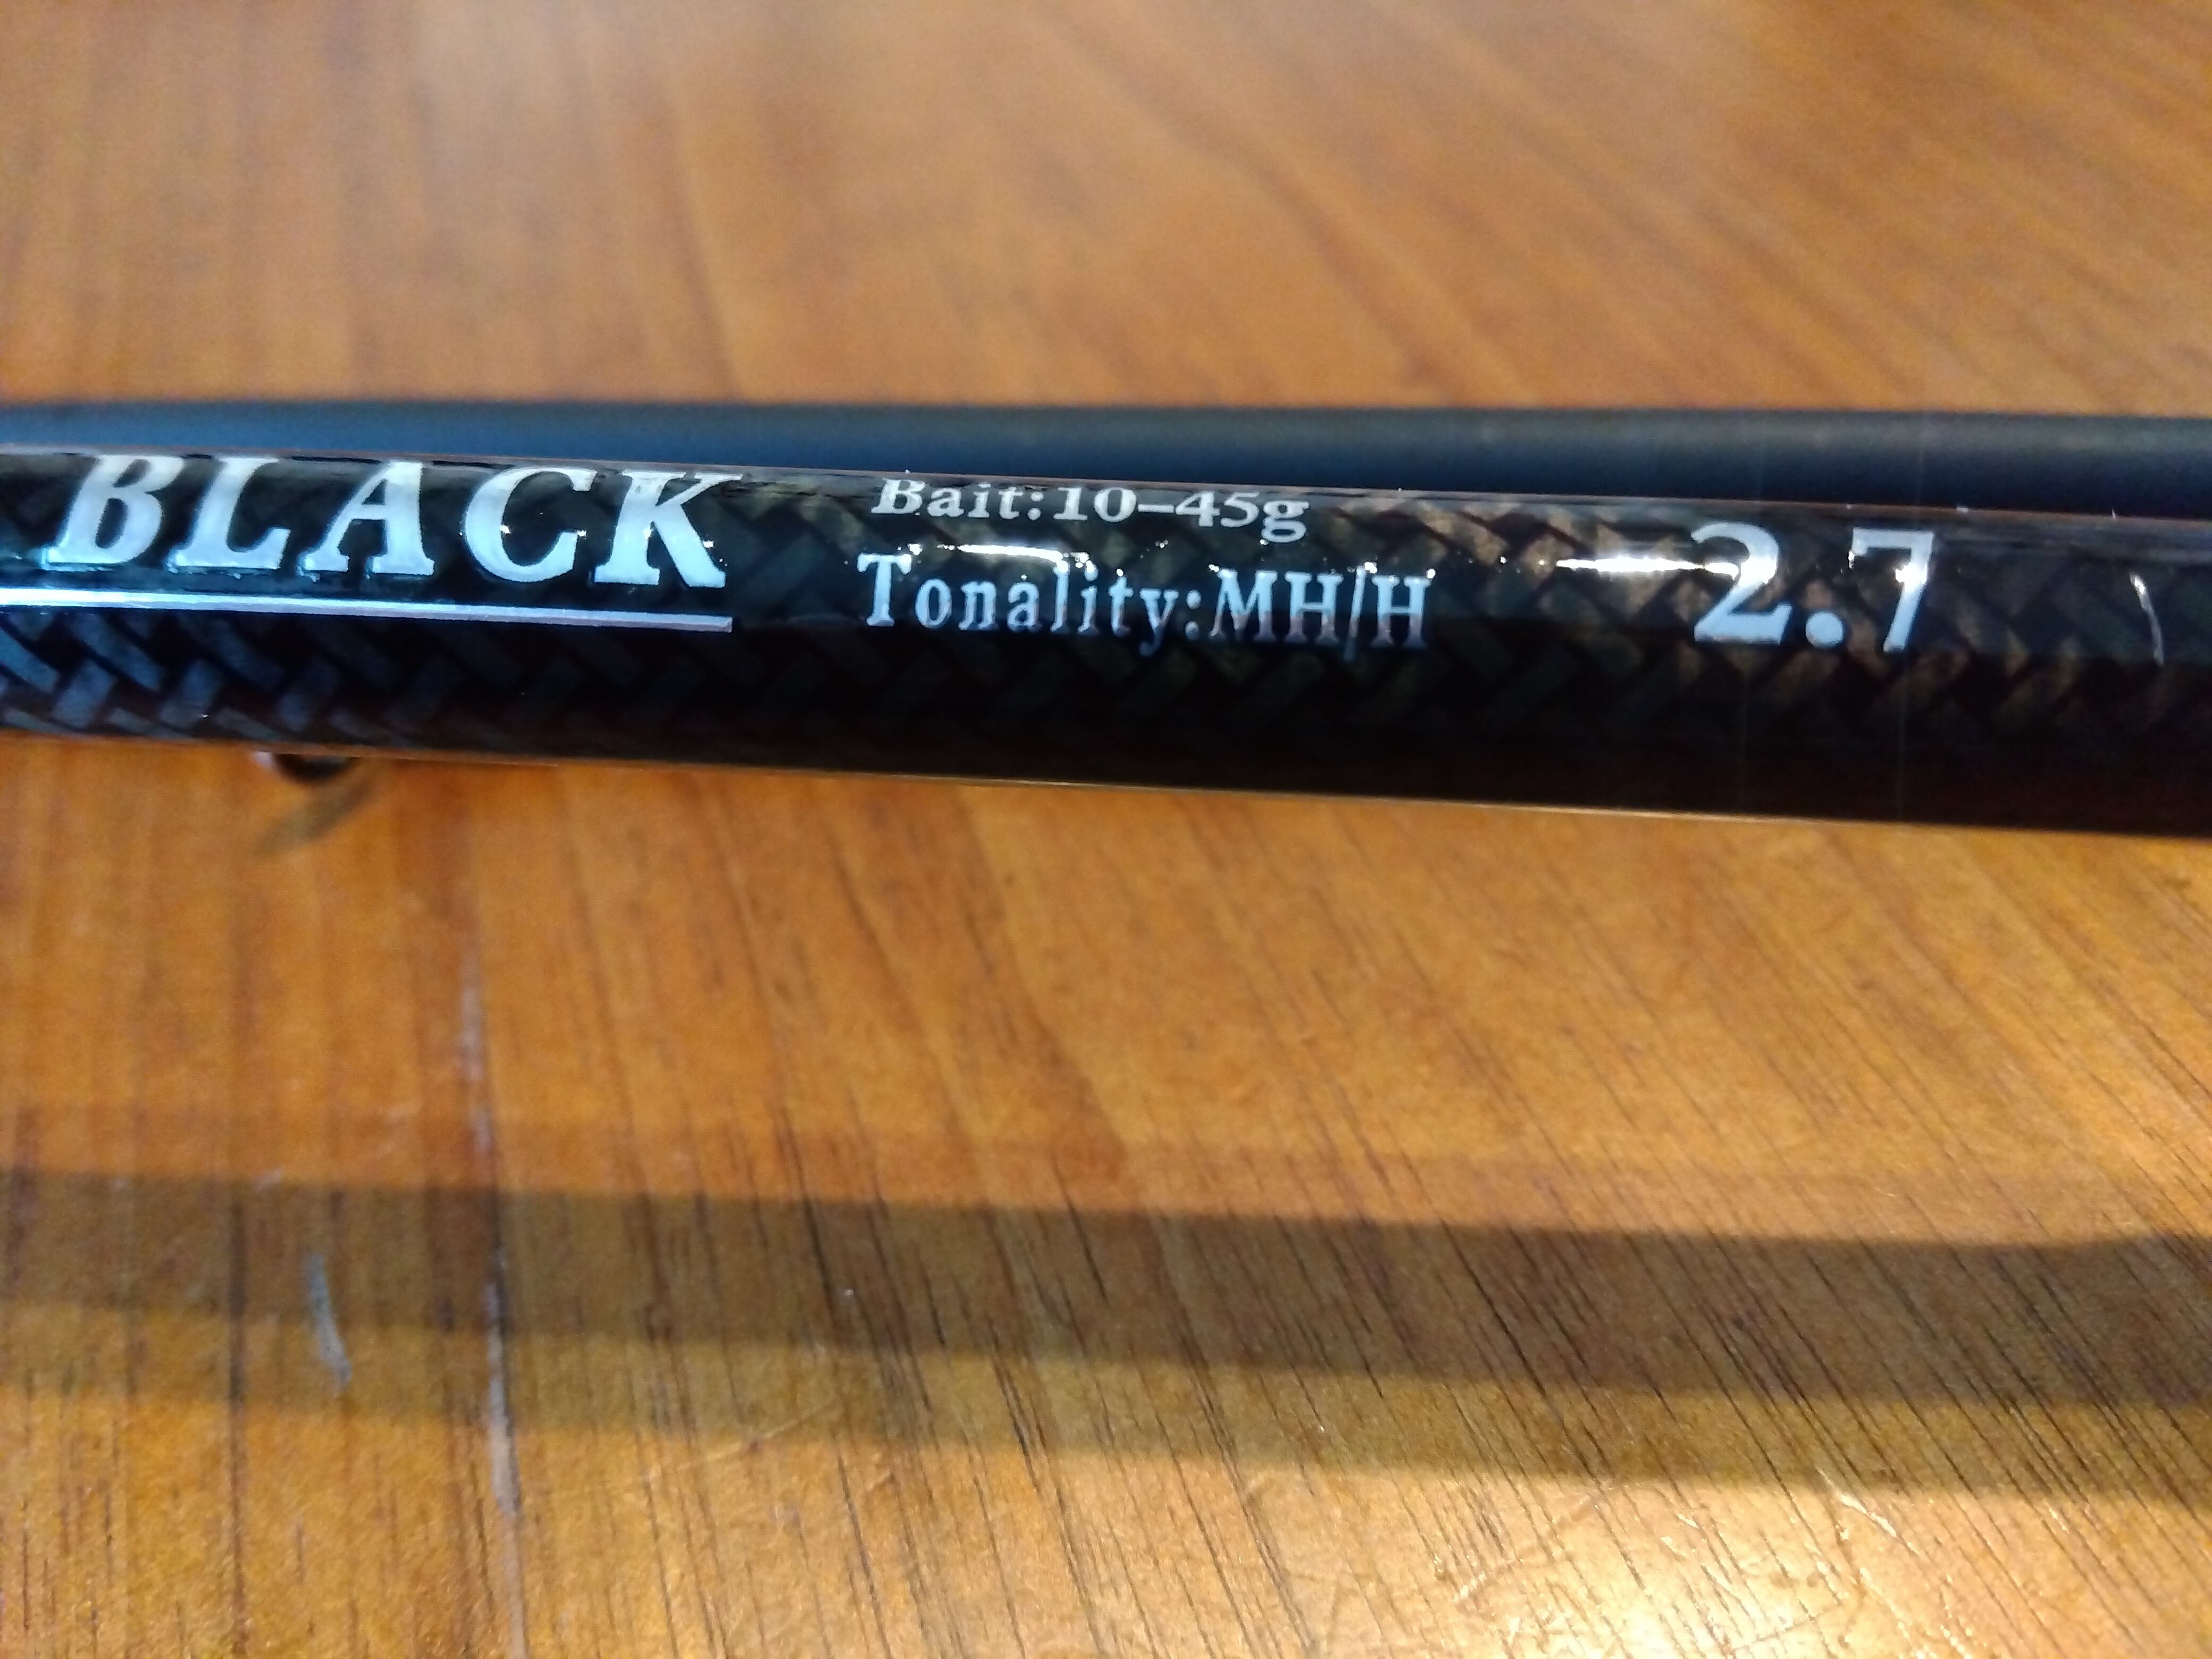 BLACK
Bait:10-45g
Tonality:MH/H
2.7